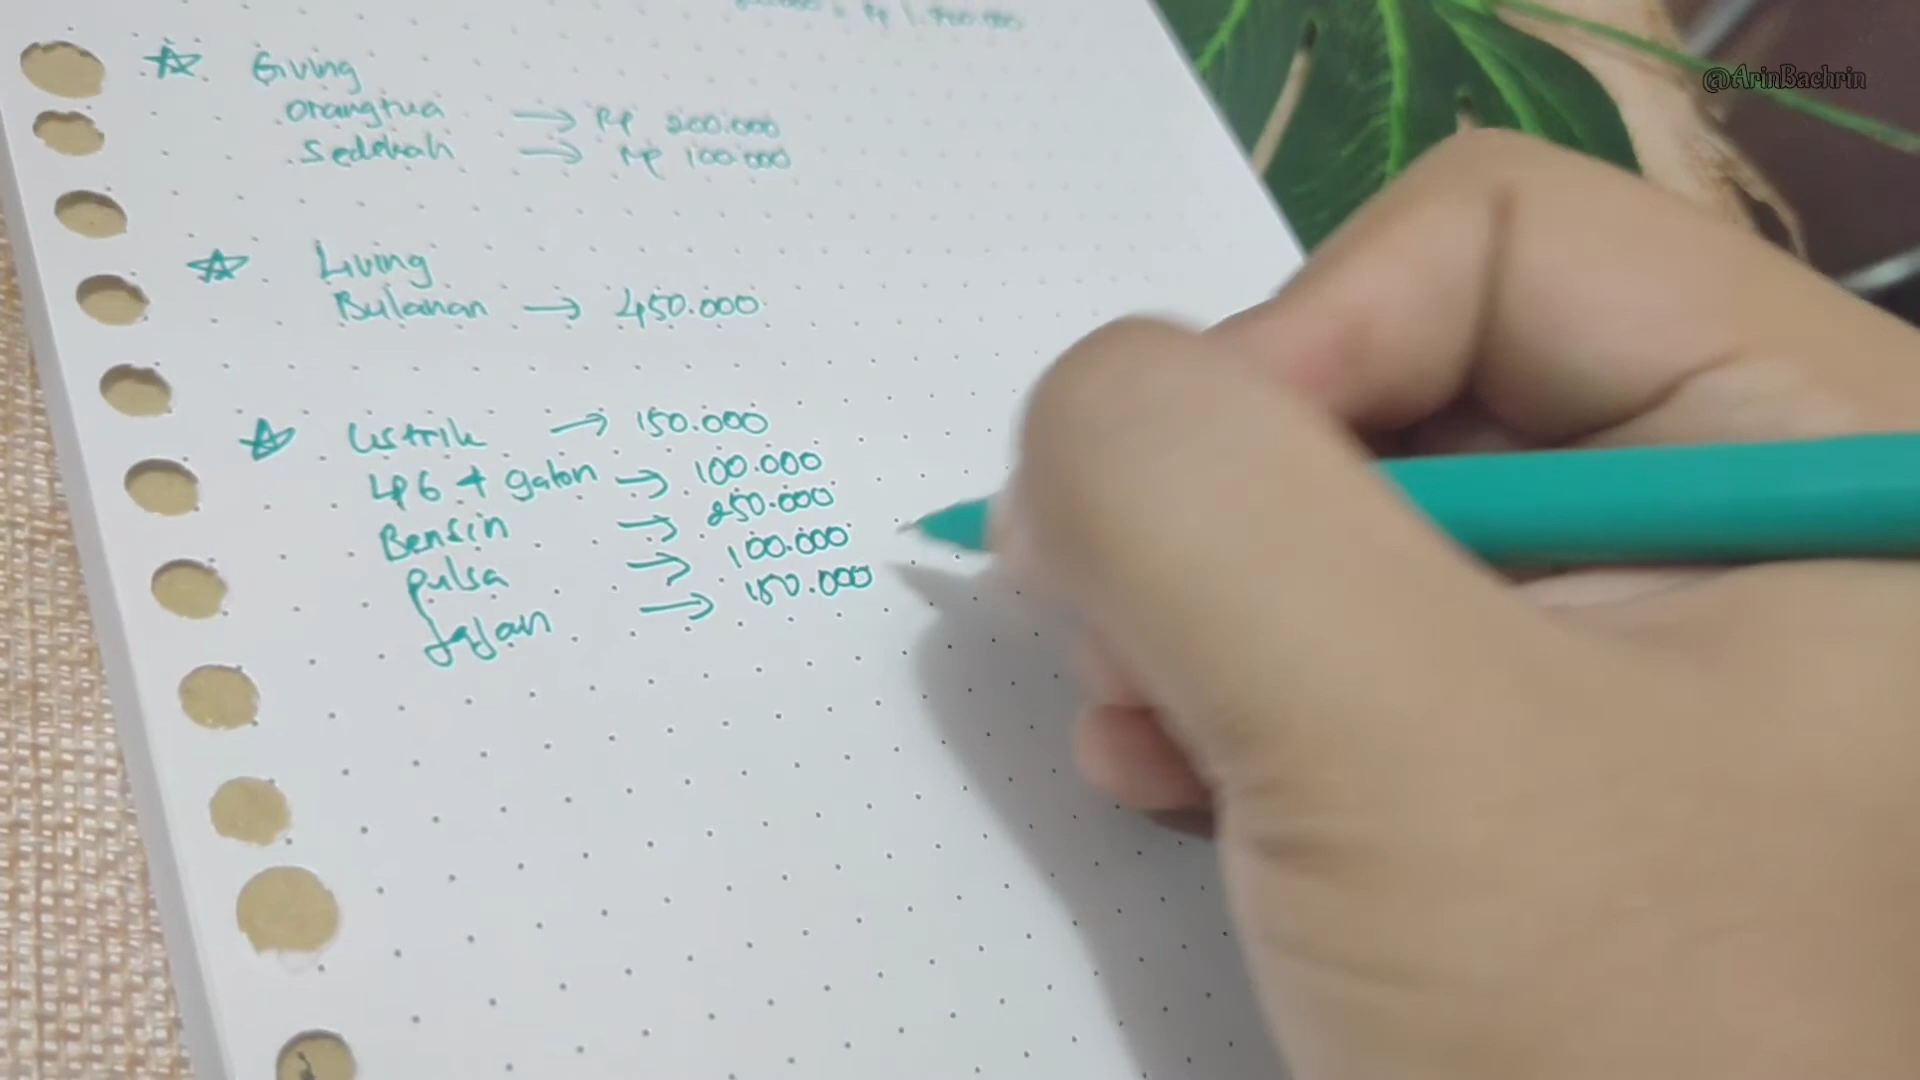 @ArinBachrin
Giving
Orangtua → Rp 200.000
Sedekah → Rp 100.000
Living
Bulanan → 450.000
Listrik → 150.000
LPG + galon → 100.000
Bensin → 250.000
pulsa → 100.000
Jajan → 150.000